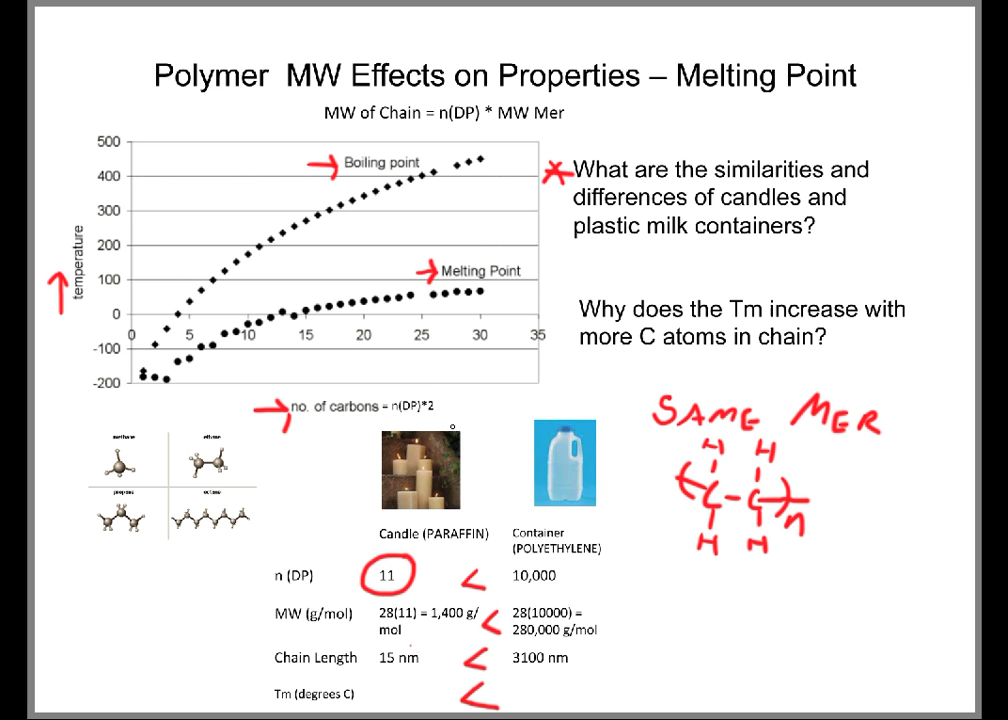 Polymer MW Effects on Properties – Melting Point
MW of Chain = n(DP) * MW Mer
500
400
300
200
100
0
-100
-200
temperature
Boiling point
Melting Point
0 5 10 15 20 25 30 35
no. of carbons = n(DP)*2
What are the similarities and
differences of candles and
plastic milk containers?
Why does the Tm increase with
more C atoms in chain?
SAME MER
H H
( C - C ) n
H H
methane ethane
propane octane
Candle (PARAFFIN) Container
(POLYETHYLENE)
n (DP) 11 < 10,000
MW (g/mol) 28(11) = 1,400 g/ < 28(10000) =
mol 280,000 g/mol
Chain Length 15 nm < 3100 nm
Tm (degrees C) <